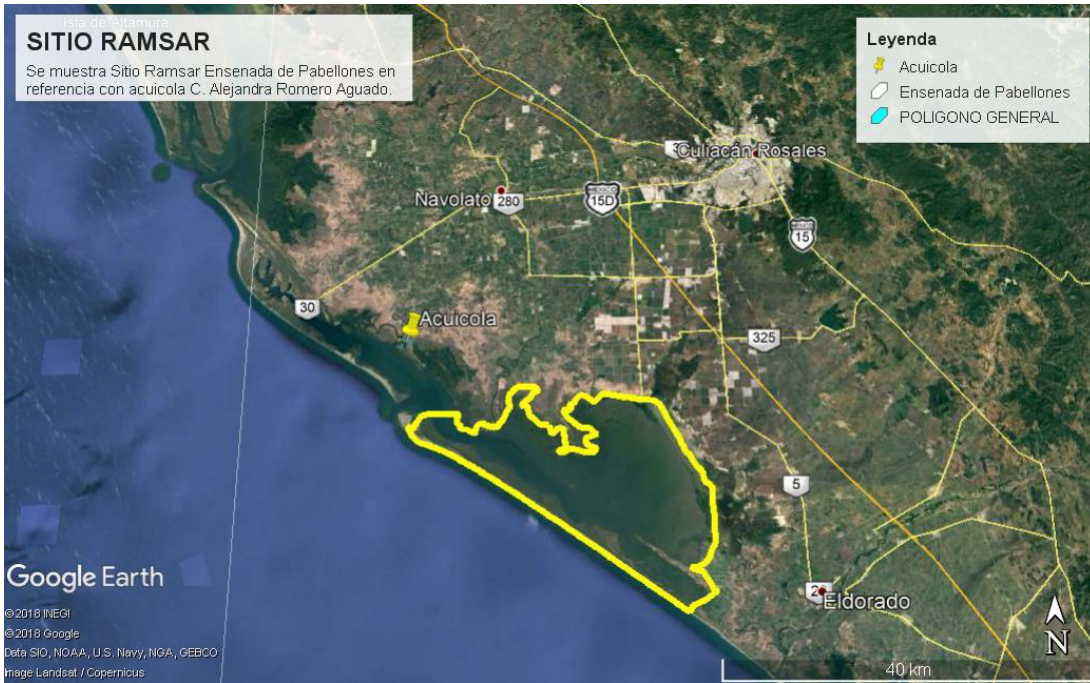 Isla de Altamura
SITIO RAMSAR
Se muestra Sitio Ramsar Ensenada de Pabellones en
referencia con acuicola C. Alejandra Romero Aguado.
Leyenda
Acuicola
Ensenada de Pabellones
POLIGONO GENERAL
Culiacán Rosales
Navolato
280
MEXICO
15D
15
30
Acuicola
325
5
Eldorado
Google Earth
©2018 INEGI
©2018 Google
Data SIO, NOAA, U.S. Navy, NGA, GEBCO
Image Landsat / Copernicus
N
40 km